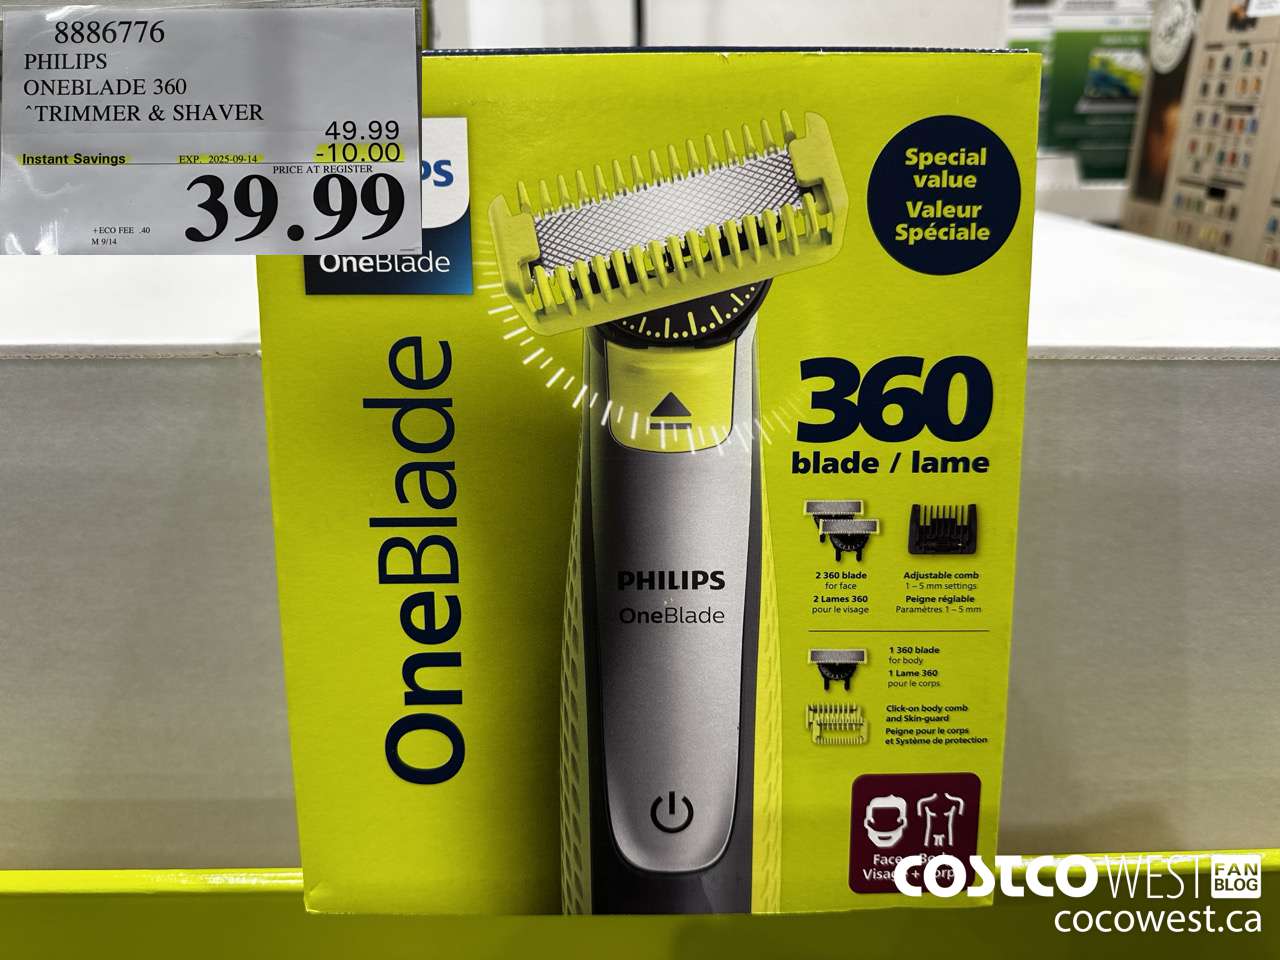 8886776
PHILIPS
ONEBLADE 360
^TRIMMER & SHAVER
49.99
Instant Savings EXP. 2025-09-14 -10.00
PRICE AT REGISTER
39.99
+ECO FEE .40
M 9/14
PS
OneBlade
Special
value
Valeur
Spéciale
OneBlade
360
blade / lame
2 360 blade
for face
2 Lames 360
pour le visage
Adjustable comb
1 – 5 mm settings
Peigne réglable
Paramètres 1 – 5 mm
1 360 blade
for body
1 Lame 360
pour le corps
Click-on body comb
and Skin-guard
Peigne pour le corps
et Système de protection
PHILIPS
OneBlade
Face
Visage +
COSTCO WEST FAN BLOG
cocowest.ca